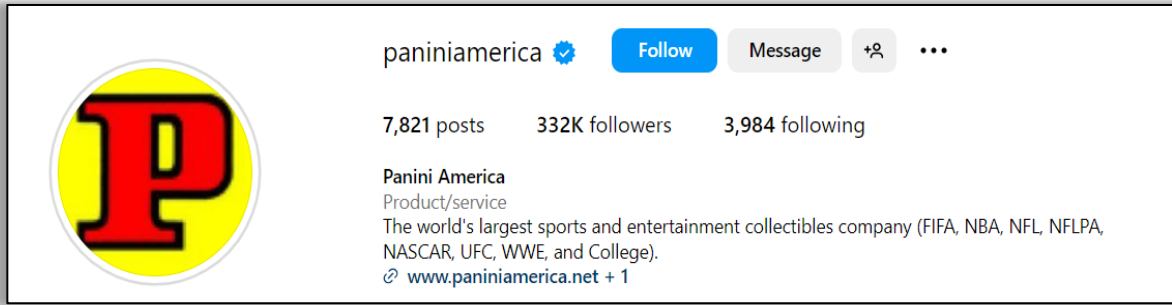 paniniamerica Follow Message
7,821 posts 332K followers 3,984 following
P
Panini America
Product/service
The world's largest sports and entertainment collectibles company (FIFA, NBA, NFL, NFLPA,
NASCAR, UFC, WWE, and College).
www.paniniamerica.net + 1